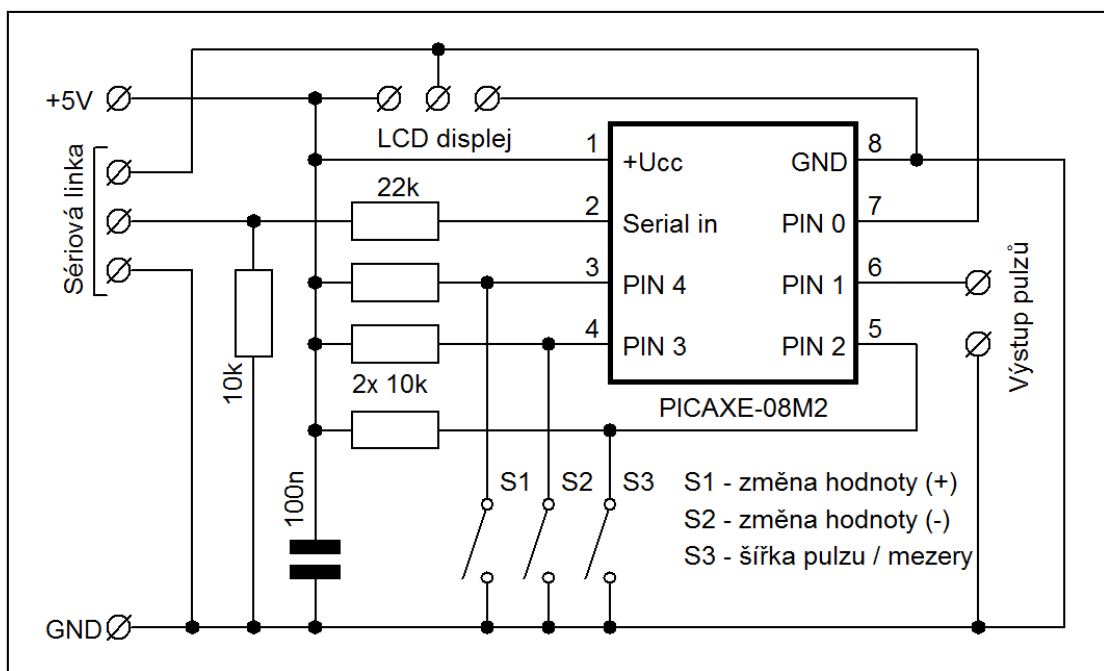 +5V
LCD displej
Sériová linka
1
+Ucc
GND
8
22k
2
Serial in
PIN 0
7
3
PIN 4
PIN 1
6
4
PIN 3
PIN 2
5
10k
2x 10k
PICAXE-08M2
Výstup pulzů
100n
S1
S2
S3
S1 - změna hodnoty (+)
S2 - změna hodnoty (-)
S3 - šířka pulzu / mezery
GND